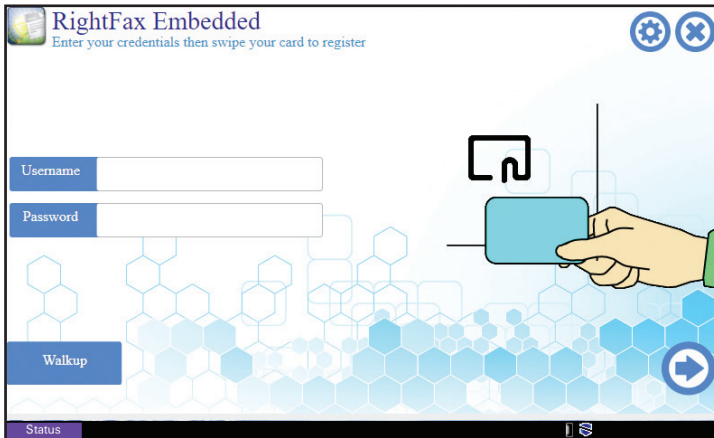 RightFax Embedded
Enter your credentials then swipe your card to register
Username
Password
Walkup
Status